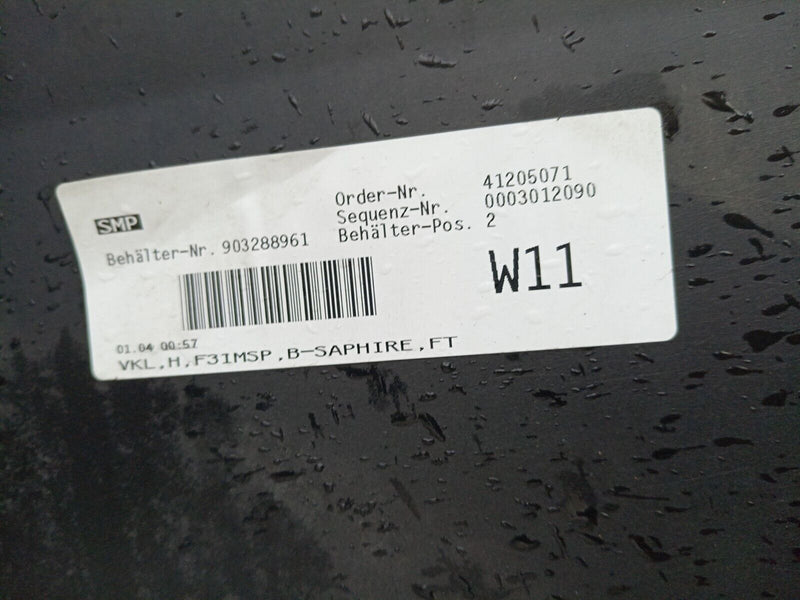 SMP
Order-Nr. 41205071
Sequenz-Nr. 0003012090
Behälter-Nr. 903288961
Behälter-Pos. 2
W11
01.04 00:57
VKL,H,F31MSP,B-SAPHIRE,FT